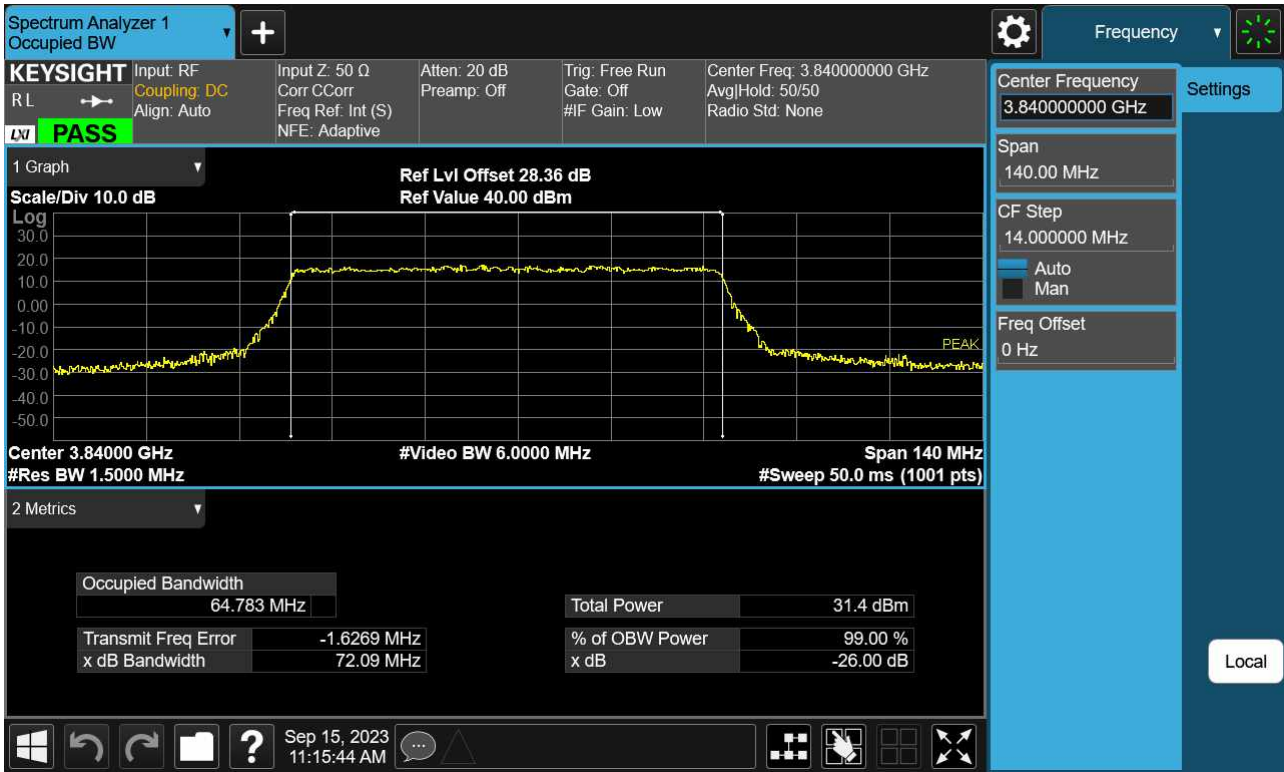 Spectrum Analyzer 1
Occupied BW
Frequency
KEYSIGHT
R L
LXI
PASS
Input: RF
Coupling: DC
Align: Auto
Input Z: 50 Ω
Corr CCorr
Freq Ref: Int (S)
NFE: Adaptive
Atten: 20 dB
Preamp: Off
Trig: Free Run
Gate: Off
#IF Gain: Low
Center Freq: 3.840000000 GHz
Avg|Hold: 50/50
Radio Std: None
Center Frequency
3.840000000 GHz
Settings
Span
140.00 MHz
CF Step
14.000000 MHz
Auto
Man
Freq Offset
0 Hz
Local
1 Graph
Scale/Div 10.0 dB
Ref Lvl Offset 28.36 dB
Ref Value 40.00 dBm
Log
30.0
20.0
10.0
0.00
-10.0
-20.0
-30.0
-40.0
-50.0
PEAK
Center 3.84000 GHz
#Video BW 6.0000 MHz
Span 140 MHz
#Res BW 1.5000 MHz
#Sweep 50.0 ms (1001 pts)
2 Metrics
Occupied Bandwidth
64.783 MHz
Total Power 31.4 dBm
Transmit Freq Error -1.6269 MHz
% of OBW Power 99.00 %
x dB Bandwidth 72.09 MHz
x dB -26.00 dB
Sep 15, 2023
11:15:44 AM